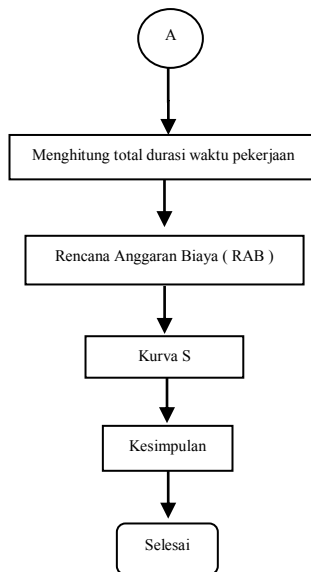 A
Menghitung total durasi waktu pekerjaan
Rencana Anggaran Biaya ( RAB )
Kurva S
Kesimpulan
Selesai